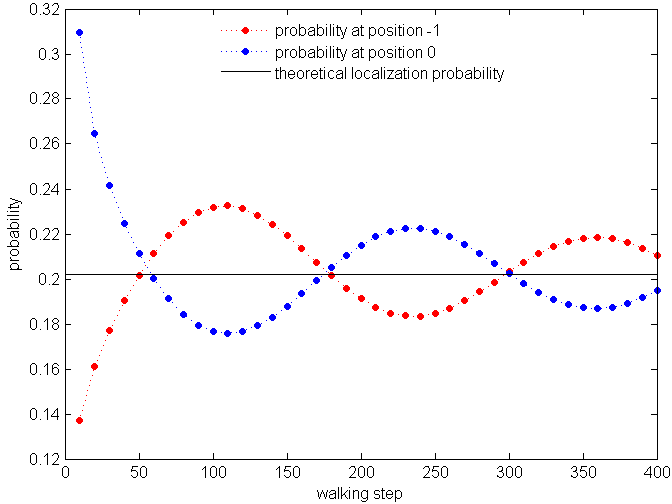 0.32
0.3
0.28
0.26
0.24
0.22
0.2
0.18
0.16
0.14
0.12
probability
probability at position -1
probability at position 0
theoretical localization probability
0 50 100 150 200 250 300 350 400
walking step